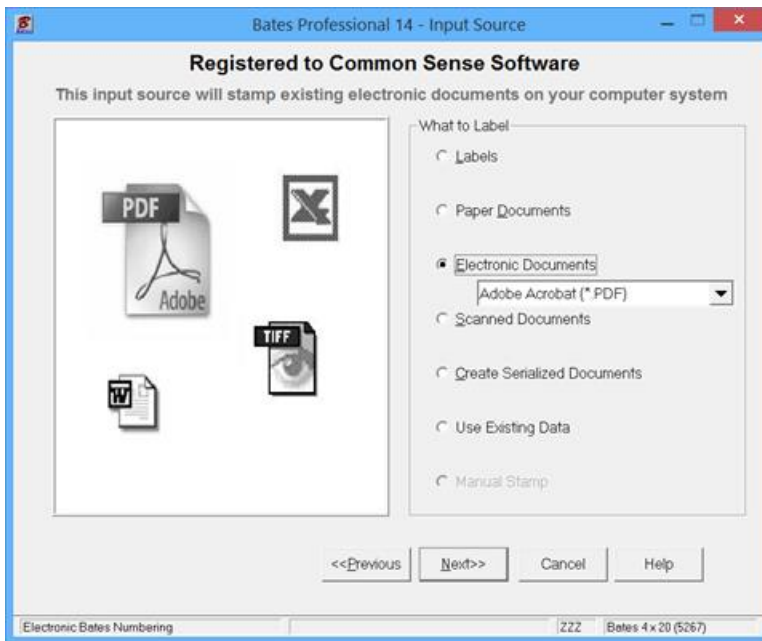 Bates Professional 14 - Input Source
Registered to Common Sense Software
This input source will stamp existing electronic documents on your computer system
PDF
Adobe
TIFF
W
What to Label
Labels
Paper Documents
Electronic Documents
Adobe Acrobat (*.PDF)
Scanned Documents
Create Serialized Documents
Use Existing Data
Manual Stamp
<<Previous
Next>>
Cancel
Help
Electronic Bates Numbering
ZZZ
Bates 4 x 20 (5267)